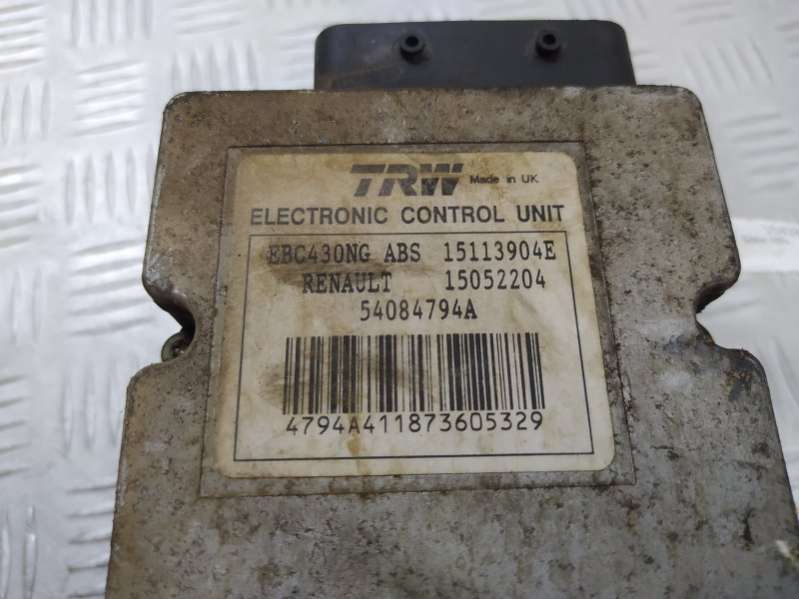 TRW Made in UK
ELECTRONIC CONTROL UNIT
EBC430NG ABS 15113904E
RENAULT 15052204
54084794A
4794A411873605329